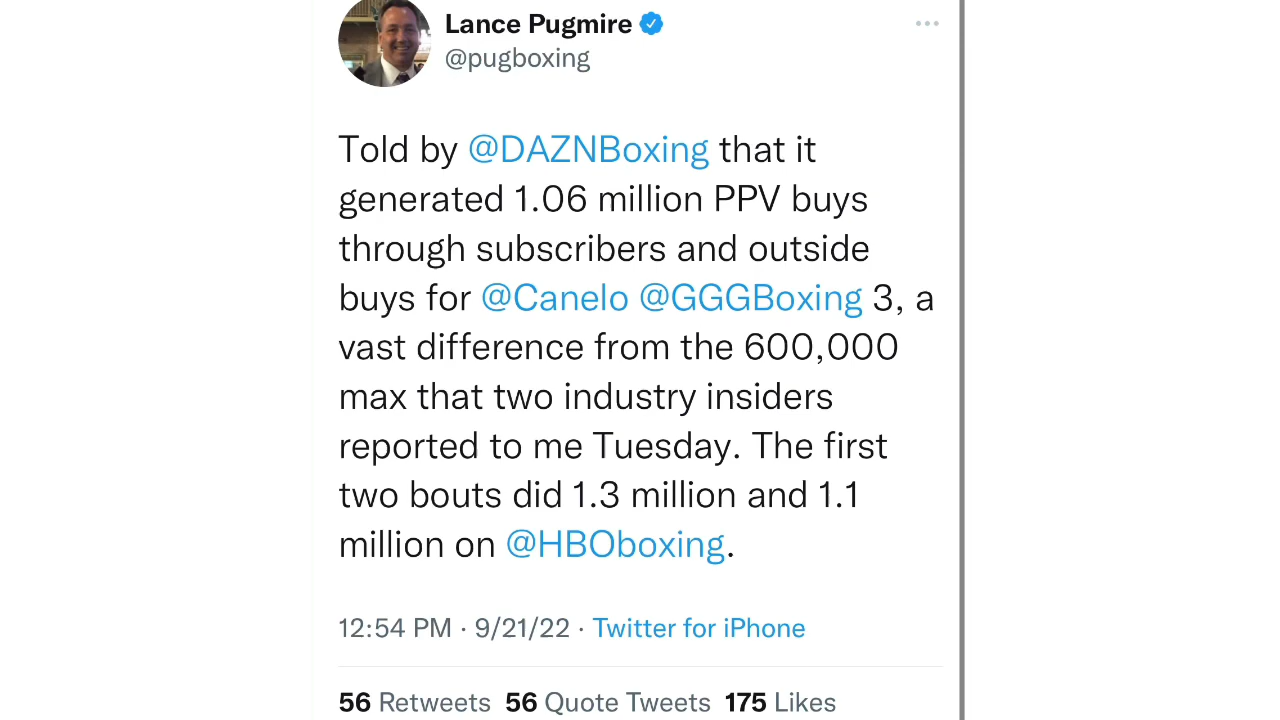 Lance Pugmire
@pugboxing
Told by @DAZNBoxing that it
generated 1.06 million PPV buys
through subscribers and outside
buys for @Canelo @GGGBoxing 3, a
vast difference from the 600,000
max that two industry insiders
reported to me Tuesday. The first
two bouts did 1.3 million and 1.1
million on @HBOboxing.
12:54 PM · 9/21/22 · Twitter for iPhone
56 Retweets 56 Quote Tweets 175 Likes